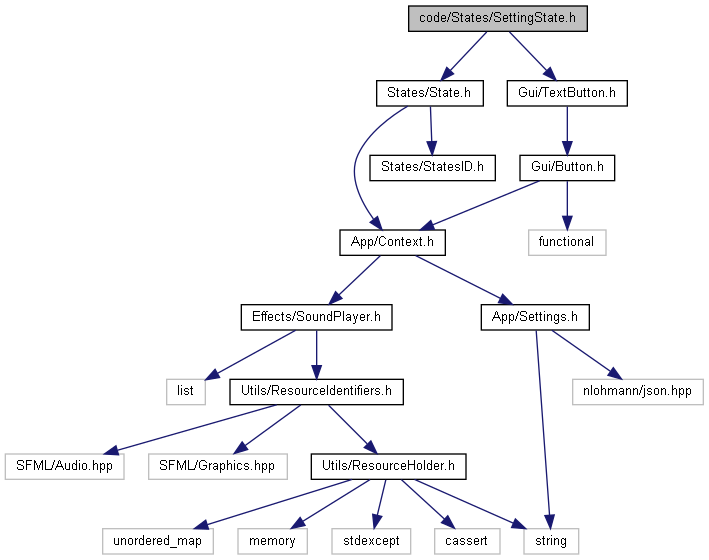 code/States/SettingState.h
States/State.h
Gui/TextButton.h
States/StatesID.h
Gui/Button.h
App/Context.h
functional
Effects/SoundPlayer.h
App/Settings.h
list
Utils/ResourceIdentifiers.h
nlohmann/json.hpp
SFML/Audio.hpp
SFML/Graphics.hpp
Utils/ResourceHolder.h
unordered_map
memory
stdexcept
cassert
string